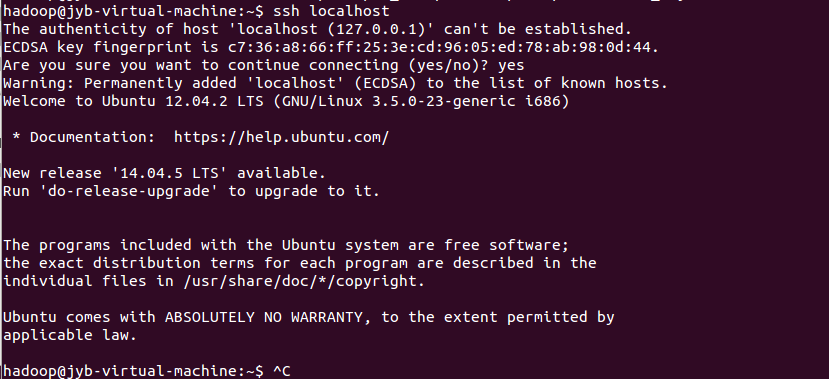 hadoop@jyb-virtual-machine:~$ ssh localhost
The authenticity of host 'localhost (127.0.0.1)' can't be established.
ECDSA key fingerprint is c7:36:a8:66:ff:25:3e:cd:96:05:ed:78:ab:98:0d:44.
Are you sure you want to continue connecting (yes/no)? yes
Warning: Permanently added 'localhost' (ECDSA) to the list of known hosts.
Welcome to Ubuntu 12.04.2 LTS (GNU/Linux 3.5.0-23-generic i686)
* Documentation:  https://help.ubuntu.com/
New release '14.04.5 LTS' available.
Run 'do-release-upgrade' to upgrade to it.
The programs included with the Ubuntu system are free software;
the exact distribution terms for each program are described in the
individual files in /usr/share/doc/*/copyright.
Ubuntu comes with ABSOLUTELY NO WARRANTY, to the extent permitted by
applicable law.
hadoop@jyb-virtual-machine:~$ ^C